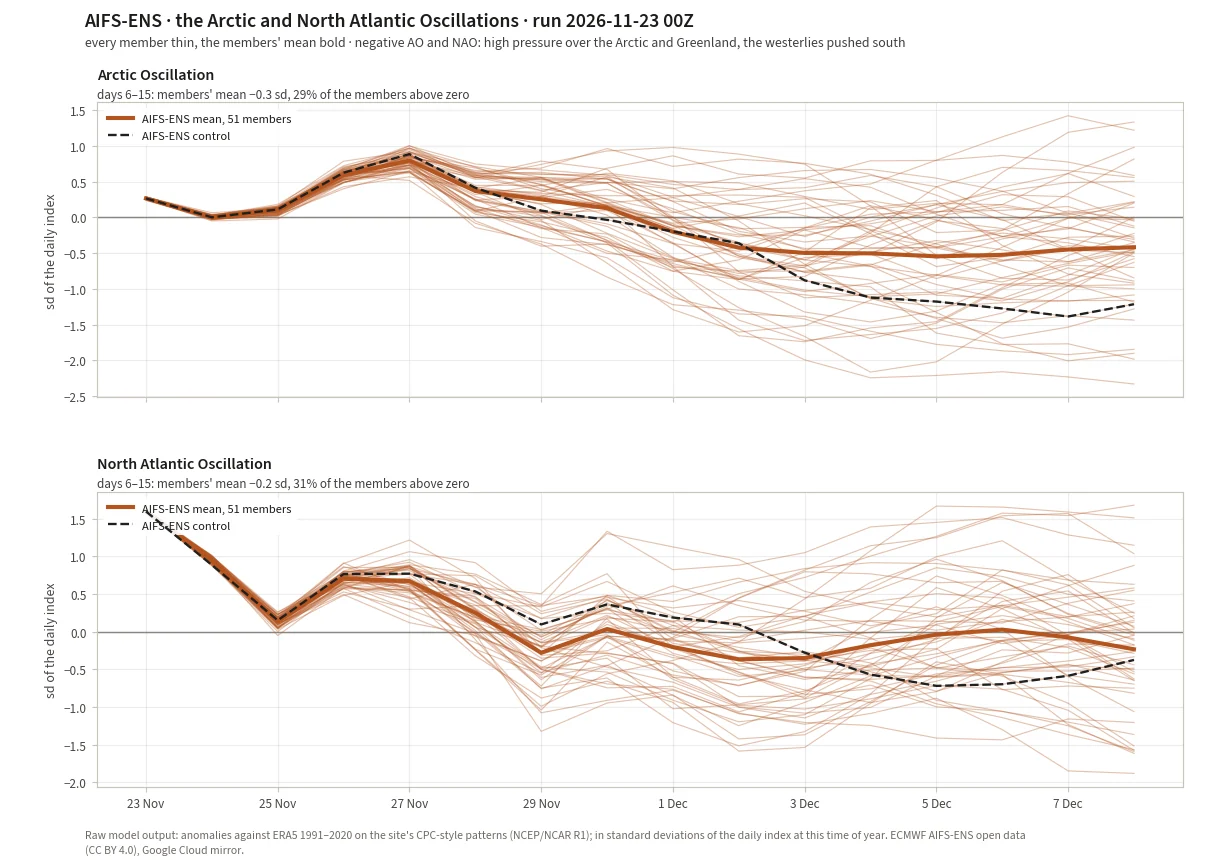 AIFS-ENS · the Arctic and North Atlantic Oscillations · run 2026-11-23 00Z
every member thin, the members' mean bold · negative AO and NAO: high pressure over the Arctic and Greenland, the westerlies pushed south
Arctic Oscillation
days 6–15: members' mean −0.3 sd, 29% of the members above zero
AIFS-ENS mean, 51 members
AIFS-ENS control
sd of the daily index
1.5
1.0
0.5
0.0
−0.5
−1.0
−1.5
−2.0
−2.5
North Atlantic Oscillation
days 6–15: members' mean −0.2 sd, 31% of the members above zero
AIFS-ENS mean, 51 members
AIFS-ENS control
sd of the daily index
1.5
1.0
0.5
0.0
−0.5
−1.0
−1.5
−2.0
23 Nov
25 Nov
27 Nov
29 Nov
1 Dec
3 Dec
5 Dec
7 Dec
Raw model output: anomalies against ERA5 1991–2020 on the site's CPC-style patterns (NCEP/NCAR R1); in standard deviations of the daily index at this time of year. ECMWF AIFS-ENS open data
(CC BY 4.0), Google Cloud mirror.